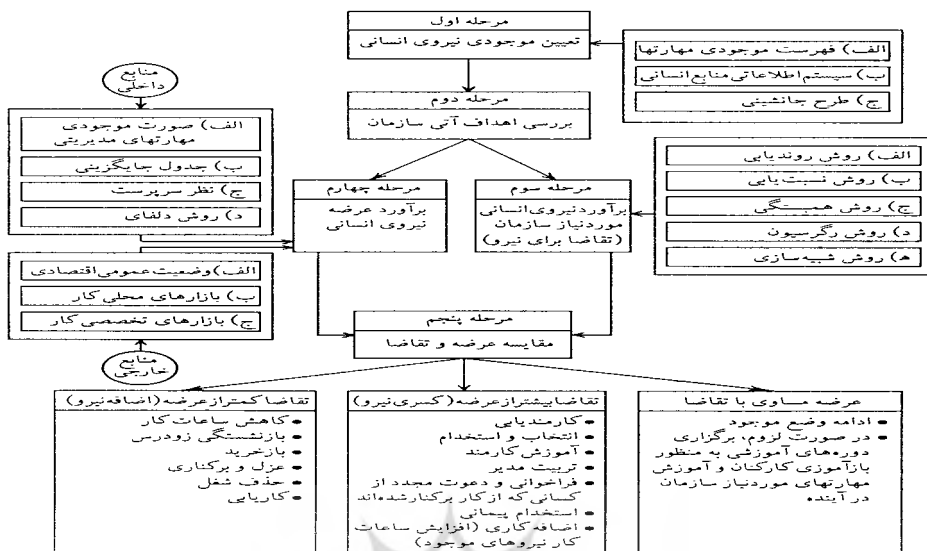 مرحله اول
تعیین موجودی نیروی انسانی
الف) فهرست موجودی مهارتها
ب) سیستم اطلاعاتی منابع انسانی
ج) طرح جانشینی
مرحله دوم
بررسی اهداف آتی سازمان
منابع
داخلی
الف) صورت موجودی
مهارتهای مدیریتی
ب) جدول جایگزینی
ج) نظر سرپرست
د) روش دلفای
الف) روش روندیابی
ب) روش نسبت یابی
ج) روش همبستگی
د) روش رگرسیون
ه) روش شبیه سازی
مرحله سوم
برآورد نیروی انسانی
موردنیاز سازمان
(تقاضا برای نیرو)
مرحله چهارم
برآورد عرضه
نیروی انسانی
الف) وضعیت عمومی اقتصادی
ب) بازارهای محلی کار
ج) بازارهای تخصصی کار
منابع
خارجی
مرحله پنجم
مقایسه عرضه و تقاضا
عرضه مساوی با تقاضا
• ادامه وضع موجود
• در صورت لزوم، برگزاری
دوره‌های آموزشی به منظور
بازآموزی کارکنان و آموزش
مهارتهای موردنیاز سازمان
در آینده
تقاضا بیشتر از عرضه (کسری نیرو)
• کارمندیابی
• انتخاب و استخدام
• آموزش کارمند
• تربیت مدیر
• فراخوانی و دعوت مجدد از
کسانی که از کار برکنار شده‌اند
• استخدام پیمانی
• اضافه کاری (افزایش ساعات
کار نیروهای موجود)
تقاضا کمتر از عرضه (اضافه نیرو)
• کاهش ساعات کار
• بازنشستگی زودرس
• بازخرید
• عزل و برکناری
• حذف شغل
• کاریابی